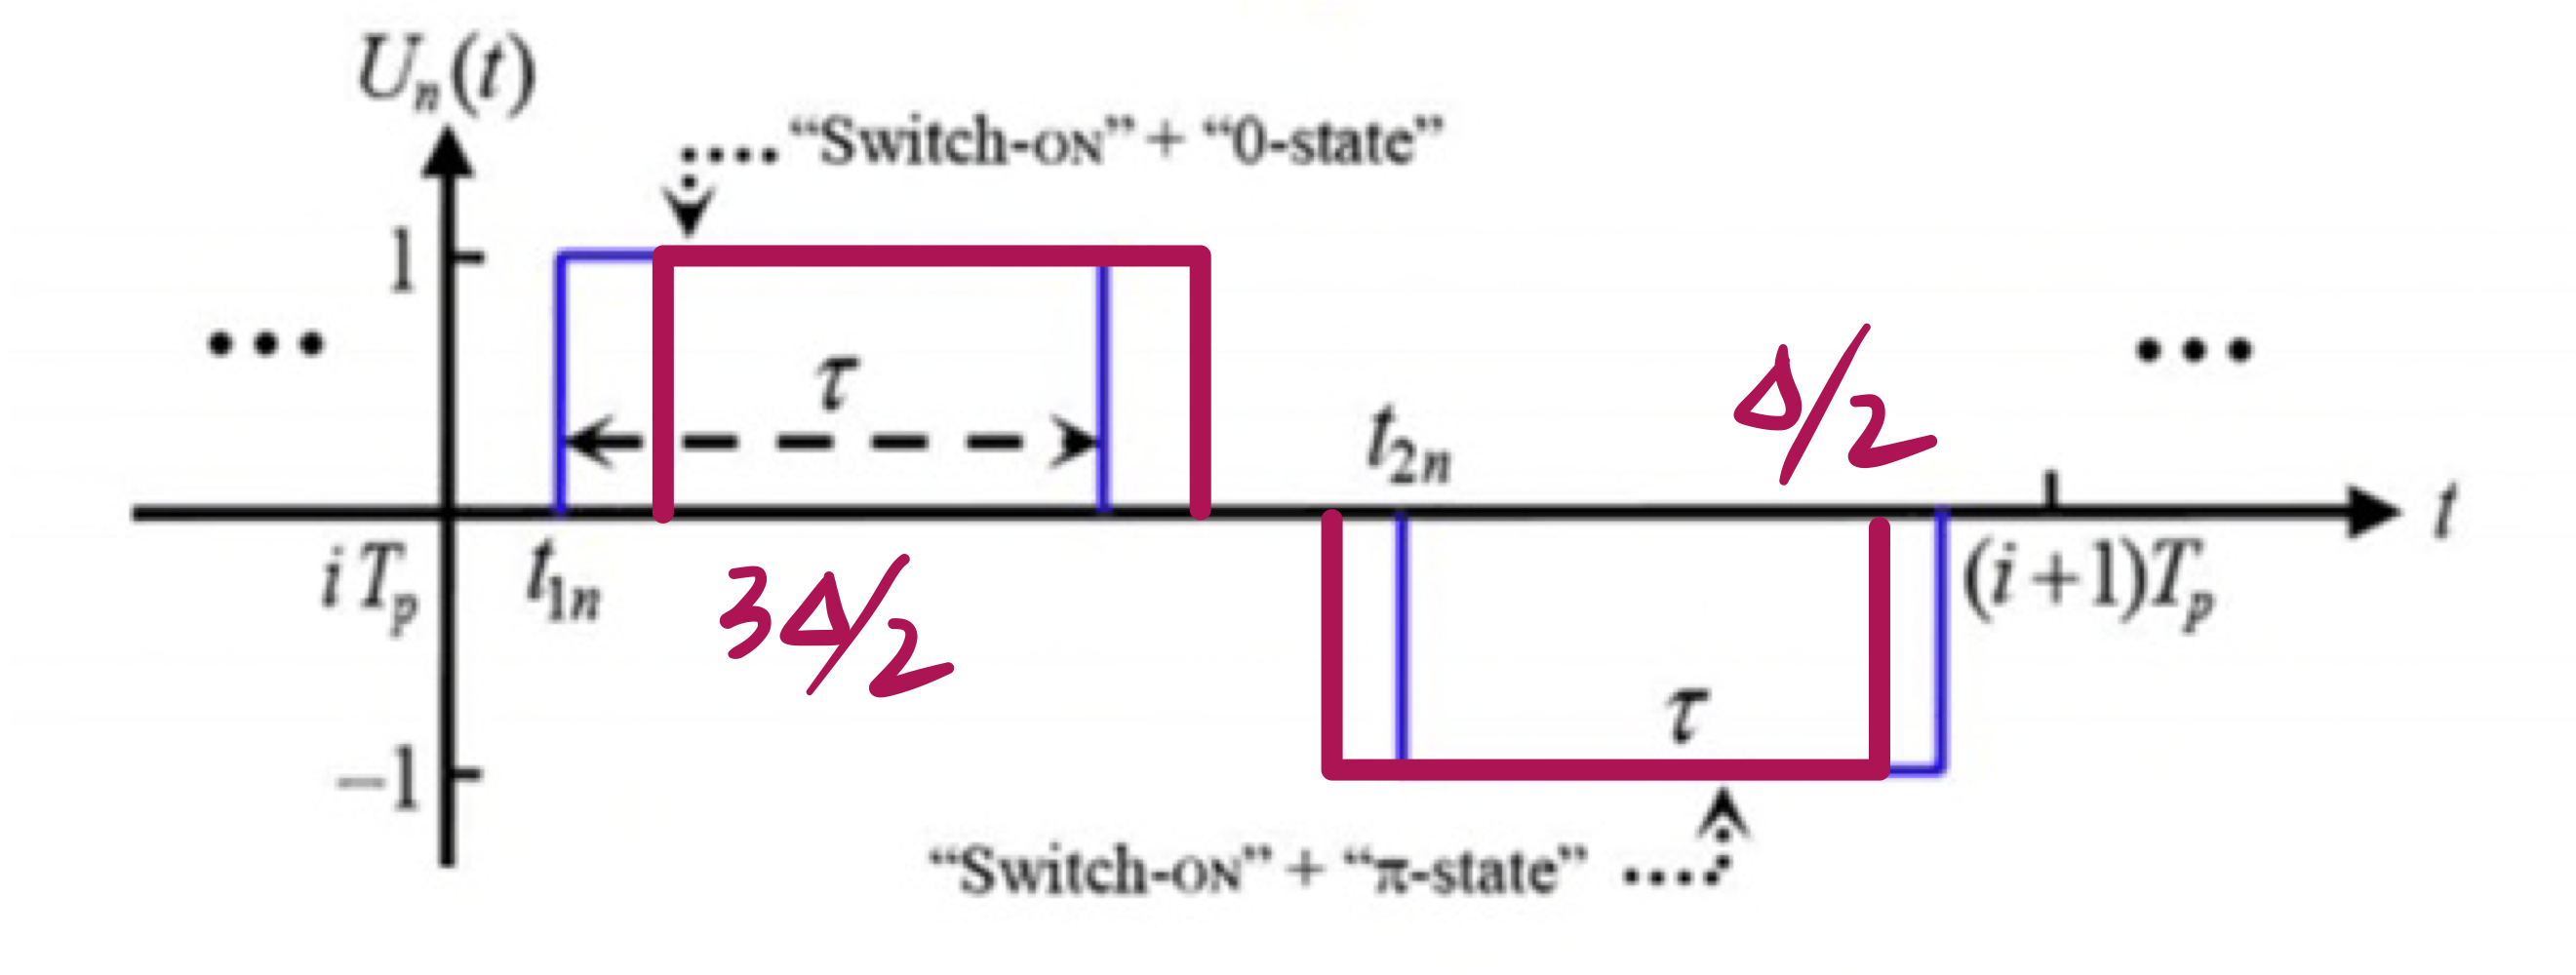 Uₙ(t)
“Switch-ON” + “0-state”
1
...
τ
Δ/2
...
t₂ₙ
t
i Tₚ
t₁ₙ
3Δ/2
(i+1)Tₚ
τ
−1
“Switch-ON” + “π-state”